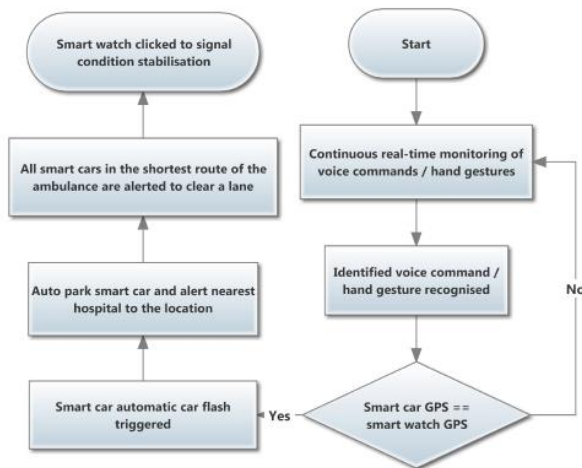 Start
Continuous real-time monitoring of
voice commands / hand gestures
Identified voice command /
hand gesture recognised
Smart car GPS ==
smart watch GPS
No
Yes
Smart car automatic car flash
triggered
Auto park smart car and alert nearest
hospital to the location
All smart cars in the shortest route of the
ambulance are alerted to clear a lane
Smart watch clicked to signal
condition stabilisation